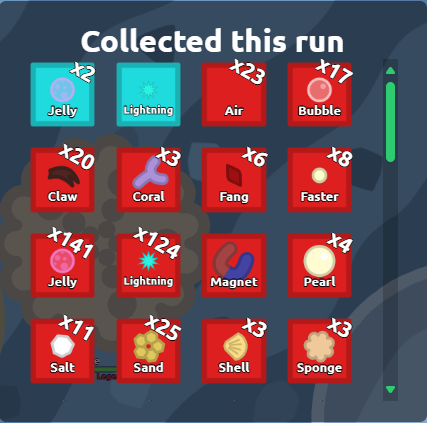 Collected this run
x2
Jelly
Lightning
x23
Air
x17
Bubble
x20
Claw
x3
Coral
x6
Fang
x8
Faster
x141
Jelly
x124
Lightning
Magnet
x4
Pearl
x11
Salt
x25
Sand
x3
Shell
x3
Sponge